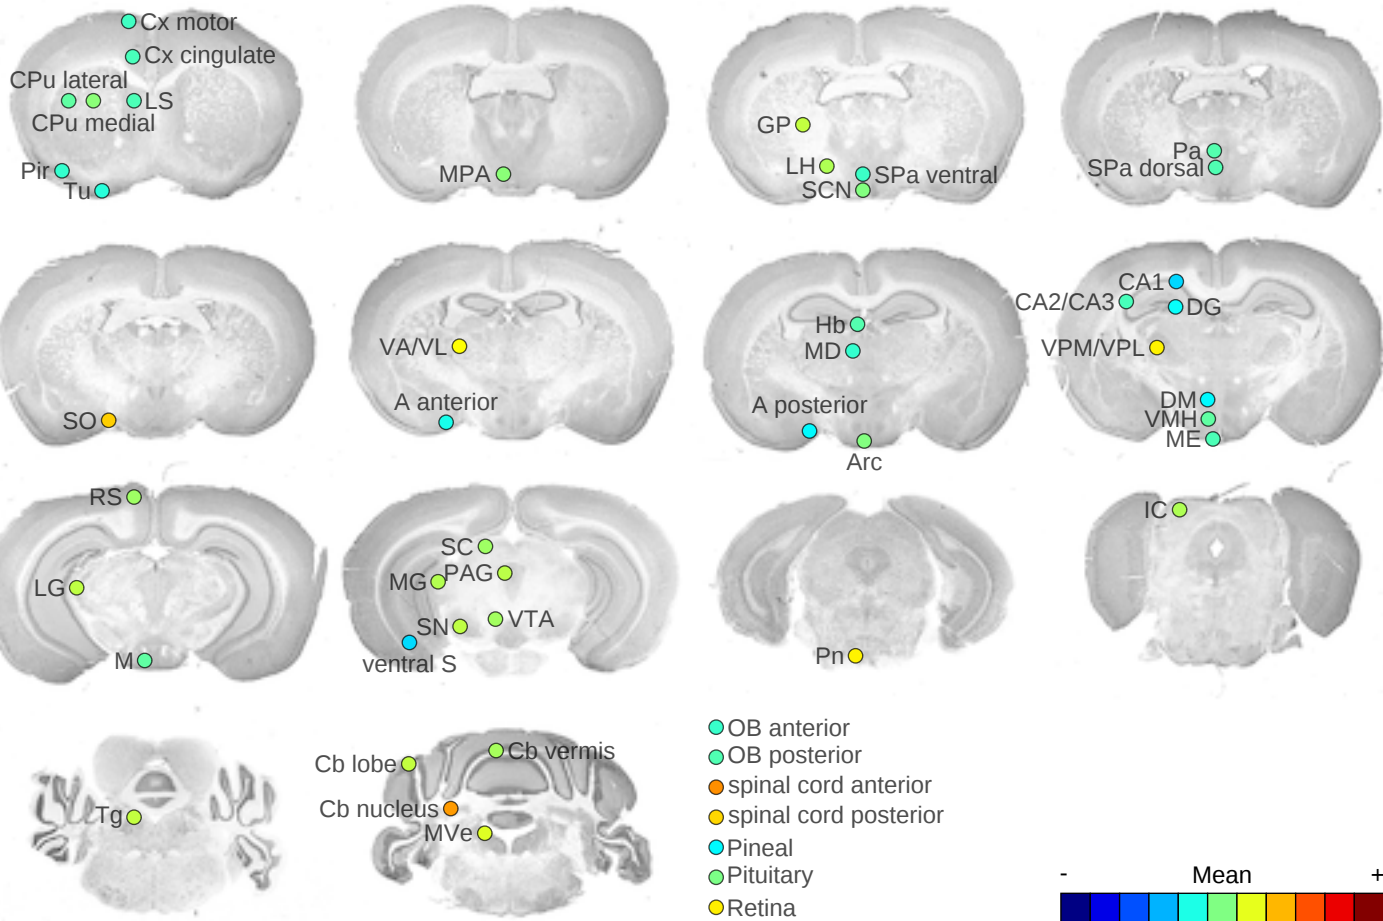 Cx motor
Cx cingulate
CPu lateral
LS
CPu medial
Pir
Tu
MPA
GP
LH
SPa ventral
SCN
Pa
SPa dorsal
SO
VA/VL
A anterior
Hb
MD
A posterior
Arc
CA1
CA2/CA3
DG
VPM/VPL
DM
VMH
ME
RS
LG
M
SC
MG
PAG
SN
VTA
ventral S
Pn
IC
Tg
Cb lobe
Cb vermis
Cb nucleus
MVe
OB anterior
OB posterior
spinal cord anterior
spinal cord posterior
Pineal
Pituitary
Retina
- Mean +